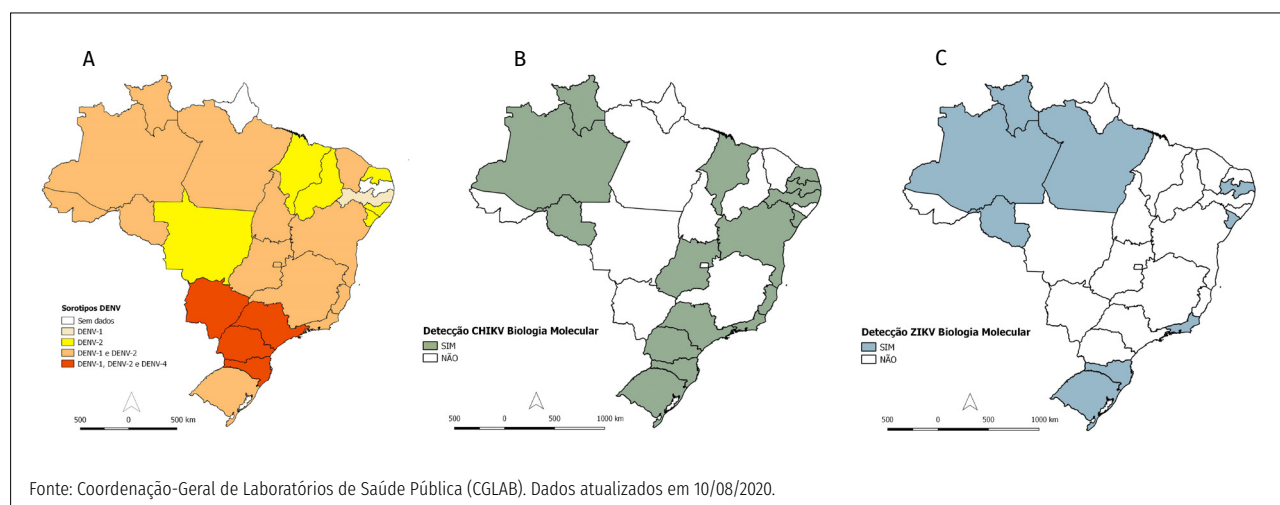 A
B
C
Sorotipos DENV
Sem dados
DENV-1
DENV-2
DENV-1 e DENV-2
DENV-1, DENV-2 e DENV-4
500 0 500 km
Detecção CHIKV Biologia Molecular
SIM
NÃO
500 0 500 1000 km
Detecção ZIKV Biologia Molecular
SIM
NÃO
500 0 500 1000 km
Fonte: Coordenação-Geral de Laboratórios de Saúde Pública (CGLAB). Dados atualizados em 10/08/2020.